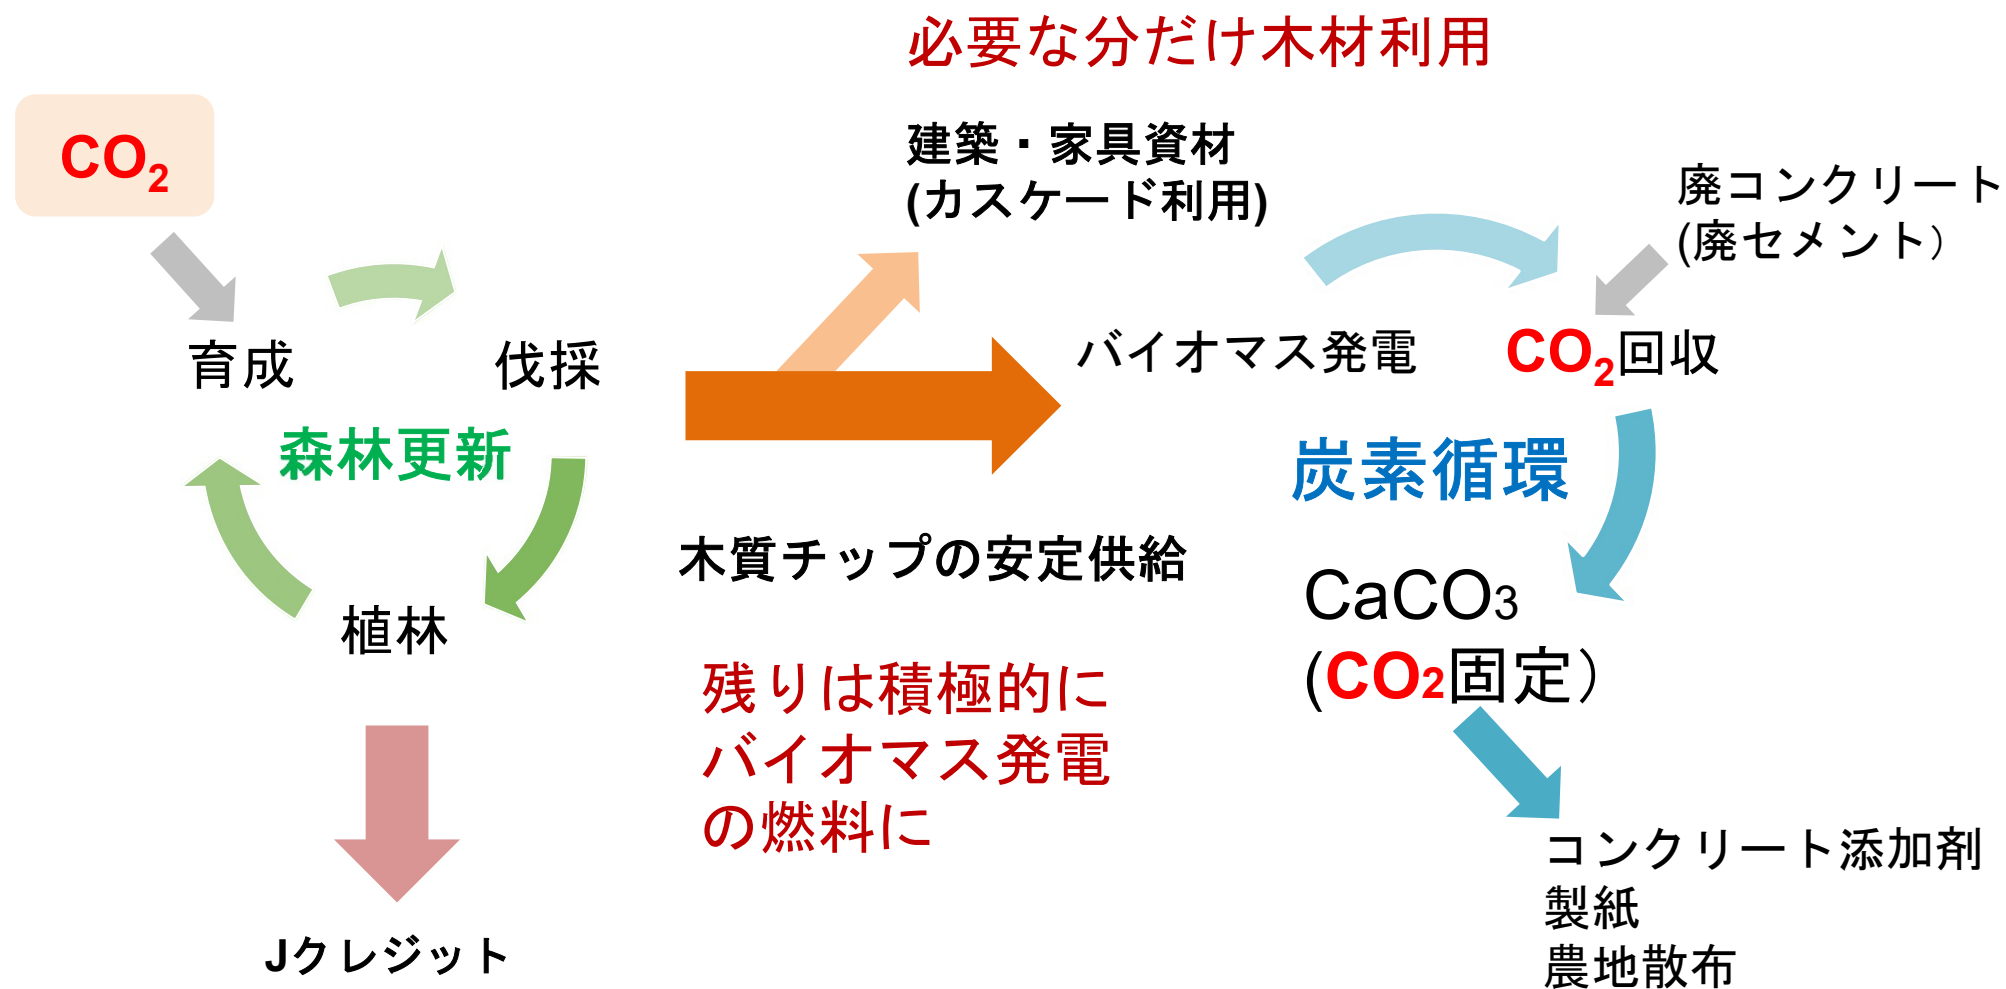 必要な分だけ木材利用
CO2
建築・家具資材
(カスケード利用)
廃コンクリート
(廃セメント）
育成
伐採
バイオマス発電
CO2回収
森林更新
炭素循環
木質チップの安定供給
植林
CaCO3
(CO2固定）
残りは積極的に
バイオマス発電
の燃料に
Jクレジット
コンクリート添加剤
製紙
農地散布